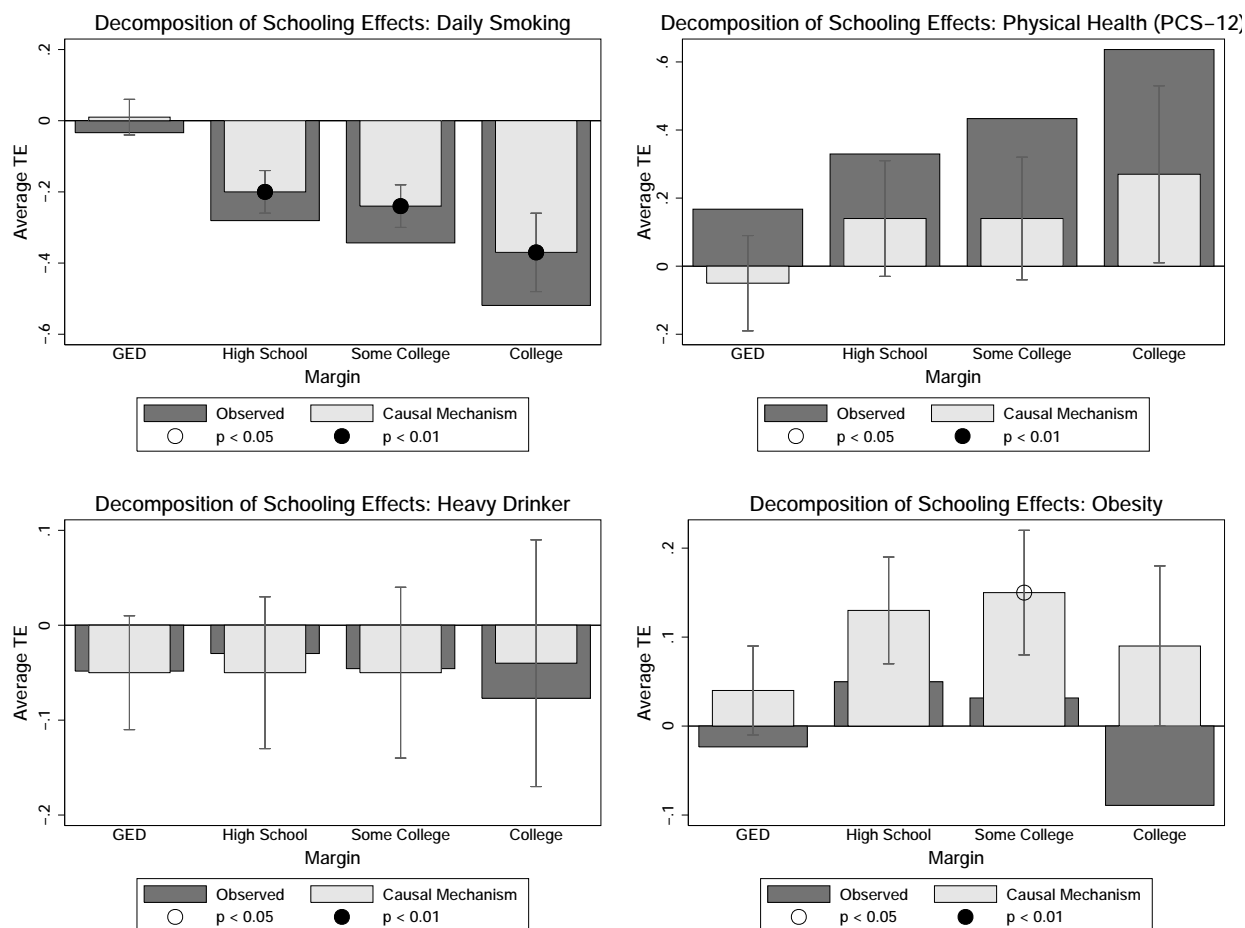 Decomposition of Schooling Effects: Daily Smoking
Average TE
.2
0
-.2
-.4
-.6
GED High School Some College College
Margin
Observed Causal Mechanism
p < 0.05 p < 0.01
Decomposition of Schooling Effects: Physical Health (PCS−12)
Average TE
.6
.4
.2
0
-.2
GED High School Some College College
Margin
Observed Causal Mechanism
p < 0.05 p < 0.01
Decomposition of Schooling Effects: Heavy Drinker
Average TE
.1
0
-.1
-.2
GED High School Some College College
Margin
Observed Causal Mechanism
p < 0.05 p < 0.01
Decomposition of Schooling Effects: Obesity
Average TE
.2
.1
0
-.1
GED High School Some College College
Margin
Observed Causal Mechanism
p < 0.05 p < 0.01